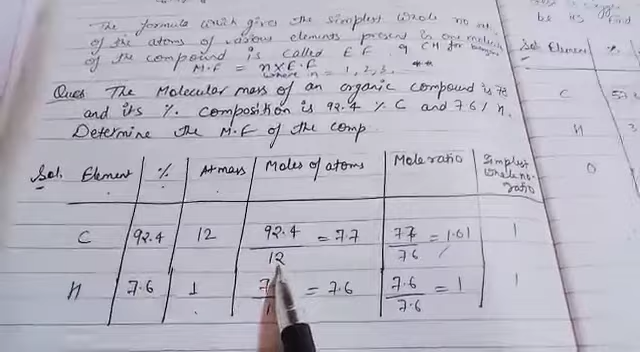 The formula which gives the simplest whole no
of the atoms of various elements present in one molecule
of the compound is called E F. eg CH for benzene
M.F = n x E.F
where n = 1, 2, 3,
Ques The Molecular mass of an organic compound is 78
and its %. composition is 92.4 % C and 7.6 % H.
Determine the M.F of the comp.
Sol. Element % At mass Moles of atoms Mole ratio Simplest whole no. ratio
C 92.4 12 92.4/12 = 7.7 7.7/7.6 = 1.01 1
H 7.6 1 = 7.6 7.6/7.6 = 1 1
be its
find
Sol Element
C
H
O